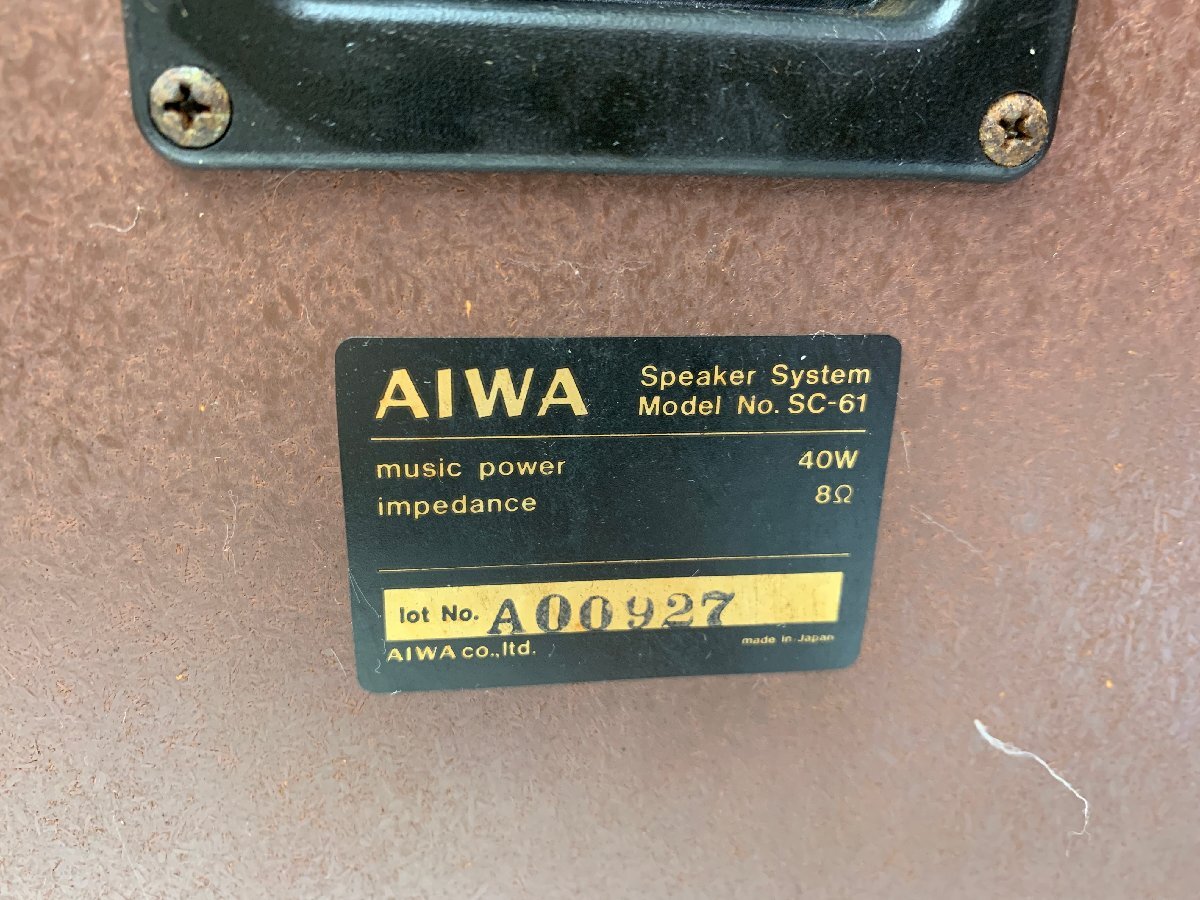 AIWA
Speaker System
Model No. SC-61
music power 40W
impedance 8Ω
lot No. A00927
AIWA co.,ltd. made in Japan